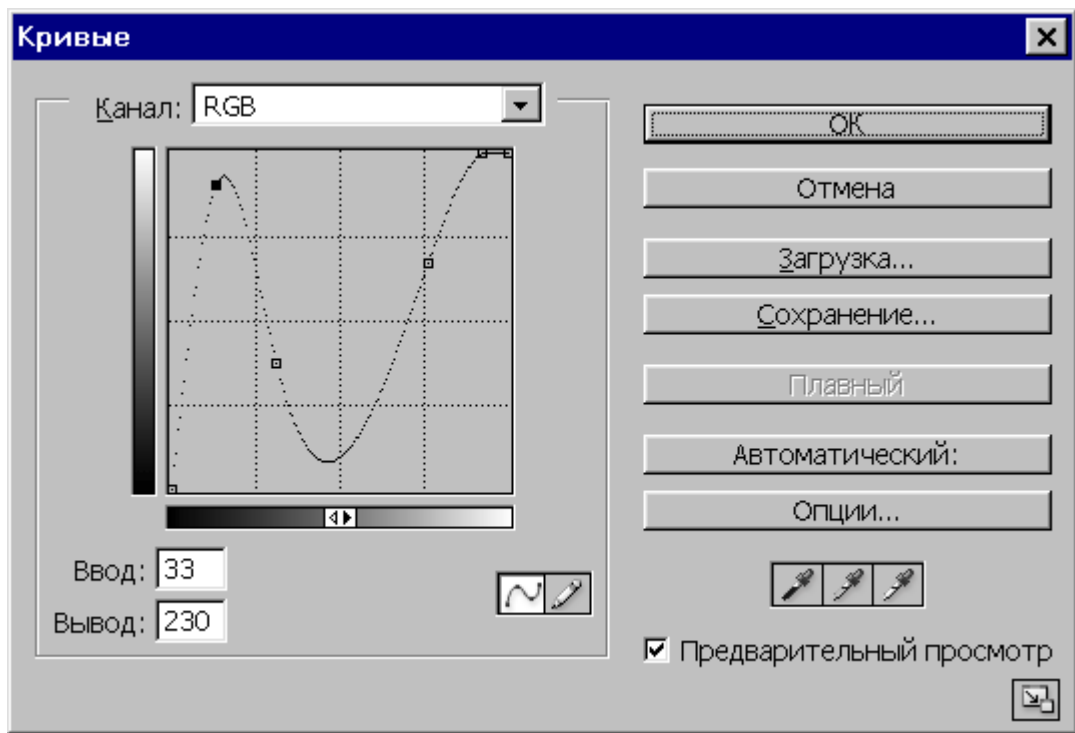 Кривые
Канал: RGB
OK
Отмена
Загрузка...
Сохранение...
Плавный
Автоматический:
Опции...
Ввод: 33
Вывод: 230
Предварительный просмотр